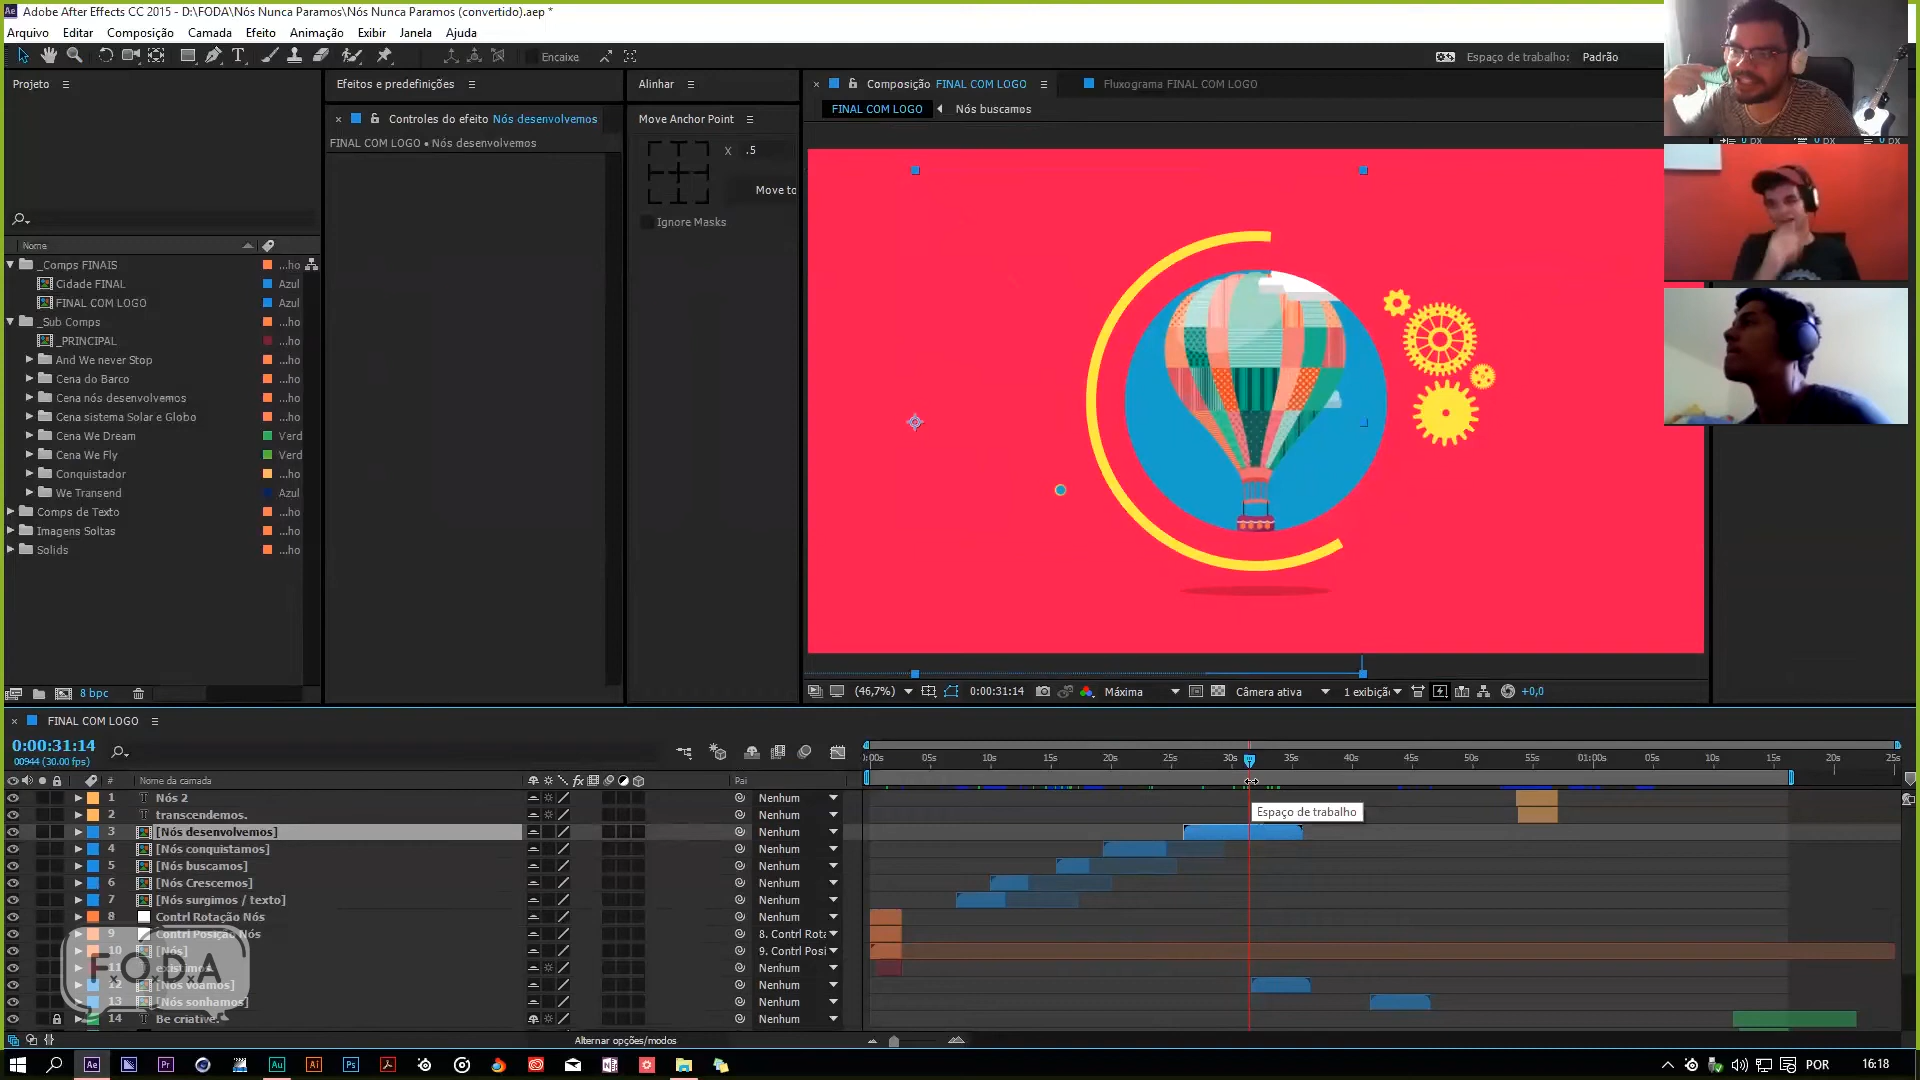 Adobe After Effects CC 2015 - D:\FODA\Nós Nunca Paramos\Nós Nunca Paramos (convertido).aep *
Arquivo Editar Composição Camada Efeito Animação Exibir Janela Ajuda
Encaixe
Espaço de trabalho: Padrão
Projeto
Efeitos e predefinições
Alinhar
Composição FINAL COM LOGO
Fluxograma FINAL COM LOGO
FINAL COM LOGO Nós buscamos
Controles do efeito Nós desenvolvemos
FINAL COM LOGO • Nós desenvolvemos
Move Anchor Point
X .5
Move to
Ignore Masks
Nome
_Comps FINAIS ...ho
Cidade FINAL Azul
FINAL COM LOGO Azul
_Sub Comps ...ho
_PRINCIPAL ...ho
And We never Stop ...ho
Cena do Barco ...ho
Cena nós desenvolvemos ...ho
Cena sistema Solar e Globo ...ho
Cena We Dream Verd
Cena We Fly Verd
Conquistador ...ho
We Transend Azul
Comps de Texto ...ho
Imagens Soltas ...ho
Solids ...ho
8 bpc
(46,7%) 0:00:31:14 Máxima Câmera ativa 1 exibiçã +0,0
FINAL COM LOGO
0:00:31:14
00944 (30.00 fps)
0:00s 05s 10s 15s 20s 25s 30s 35s 40s 45s 50s 55s 01:00s 05s 10s 15s 20s 25s
# Nome da camada Pai
1 Nós 2 Nenhum
2 transcendemos. Nenhum
Espaço de trabalho
3 [Nós desenvolvemos] Nenhum
4 [Nós conquistamos] Nenhum
5 [Nós buscamos] Nenhum
6 [Nós Crescemos] Nenhum
7 [Nós surgimos / texto] Nenhum
8 Contrl Rotação Nós Nenhum
9 Contrl Posição Nós 8. Contrl Rota
10 [Nós] 9. Contrl Posi
11 existimos Nenhum
12 [Nós voamos] Nenhum
13 [Nós sonhamos] Nenhum
14 Be criative. Nenhum
FODA
Alternar opções/modos
POR 16:18